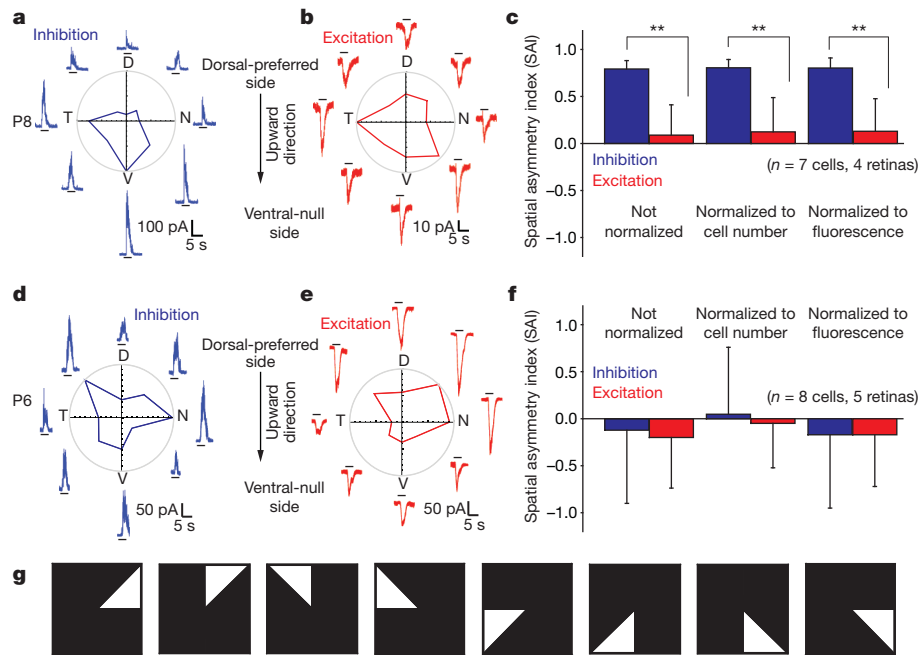 a
Inhibition
P8
D
T
N
V
100 pA
5 s
Dorsal-preferred
side
Upward
direction
Ventral-null
side
b
Excitation
D
T
N
V
10 pA
5 s
c
Spatial asymmetry index (SAI)
1.0
0.5
0.0
−0.5
−1.0
**
**
**
Inhibition
Excitation
(n = 7 cells, 4 retinas)
Not
normalized
Normalized to
cell number
Normalized to
fluorescence
d
Inhibition
P6
D
T
N
V
50 pA
5 s
Dorsal-preferred
side
Upward
direction
Ventral-null
side
e
Excitation
D
T
N
V
50 pA
5 s
f
Spatial asymmetry index (SAI)
1.0
0.5
0.0
−0.5
−1.0
Not
normalized
Normalized to
cell number
Normalized to
fluorescence
Inhibition
Excitation
(n = 8 cells, 5 retinas)
g